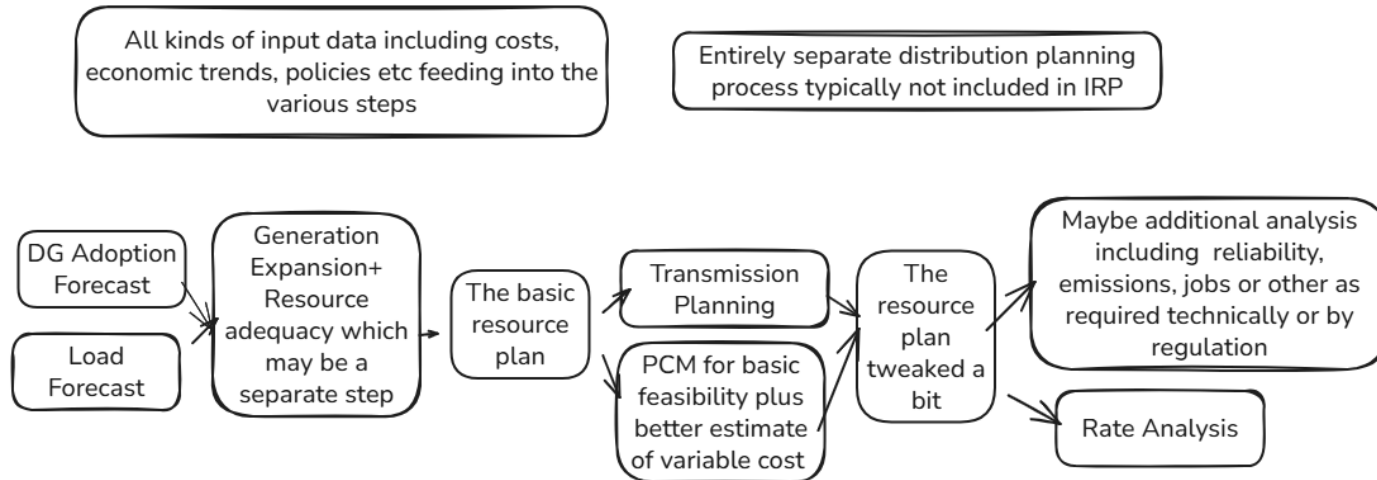 All kinds of input data including costs,
economic trends, policies etc feeding into the
various steps
Entirely separate distribution planning
process typically not included in IRP
DG Adoption
Forecast
Load
Forecast
Generation
Expansion+
Resource
adequacy which
may be a
separate step
The basic
resource
plan
Transmission
Planning
PCM for basic
feasibility plus
better estimate
of variable cost
The
resource
plan
tweaked a
bit
Maybe additional analysis
including reliability,
emissions, jobs or other as
required technically or by
regulation
Rate Analysis